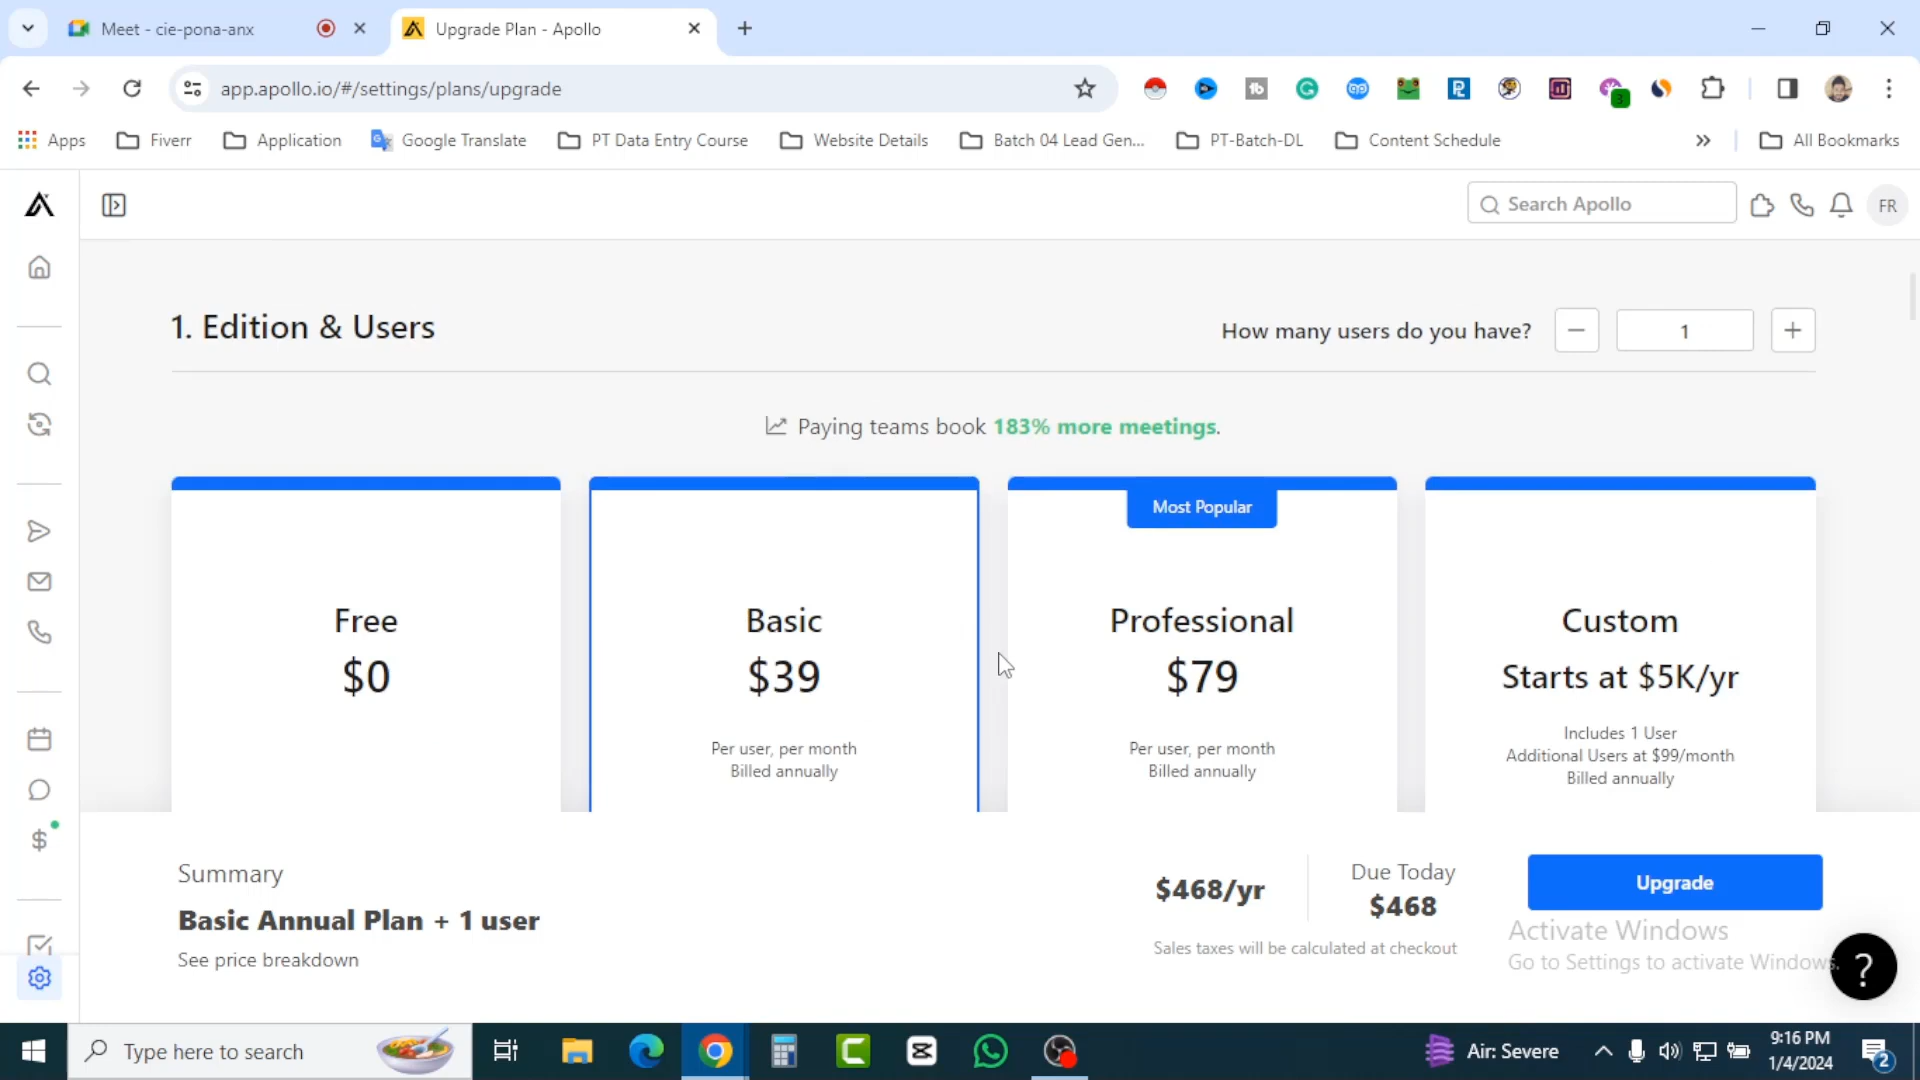 Meet - cie-pona-anx
Upgrade Plan - Apollo
app.apollo.io/#/settings/plans/upgrade
Apps
Fiverr
Application
Google Translate
PT Data Entry Course
Website Details
Batch 04 Lead Gen...
PT-Batch-DL
Content Schedule
All Bookmarks
Search Apollo
FR
1. Edition & Users
How many users do you have?
1
Paying teams book 183% more meetings.
Free
$0
Basic
$39
Per user, per month
Billed annually
Most Popular
Professional
$79
Per user, per month
Billed annually
Custom
Starts at $5K/yr
Includes 1 User
Additional Users at $99/month
Billed annually
Summary
Basic Annual Plan + 1 user
See price breakdown
$468/yr
Due Today
$468
Sales taxes will be calculated at checkout
Upgrade
Activate Windows
Go to Settings to activate Windows.
?
Type here to search
Air: Severe
9:16 PM
1/4/2024
2